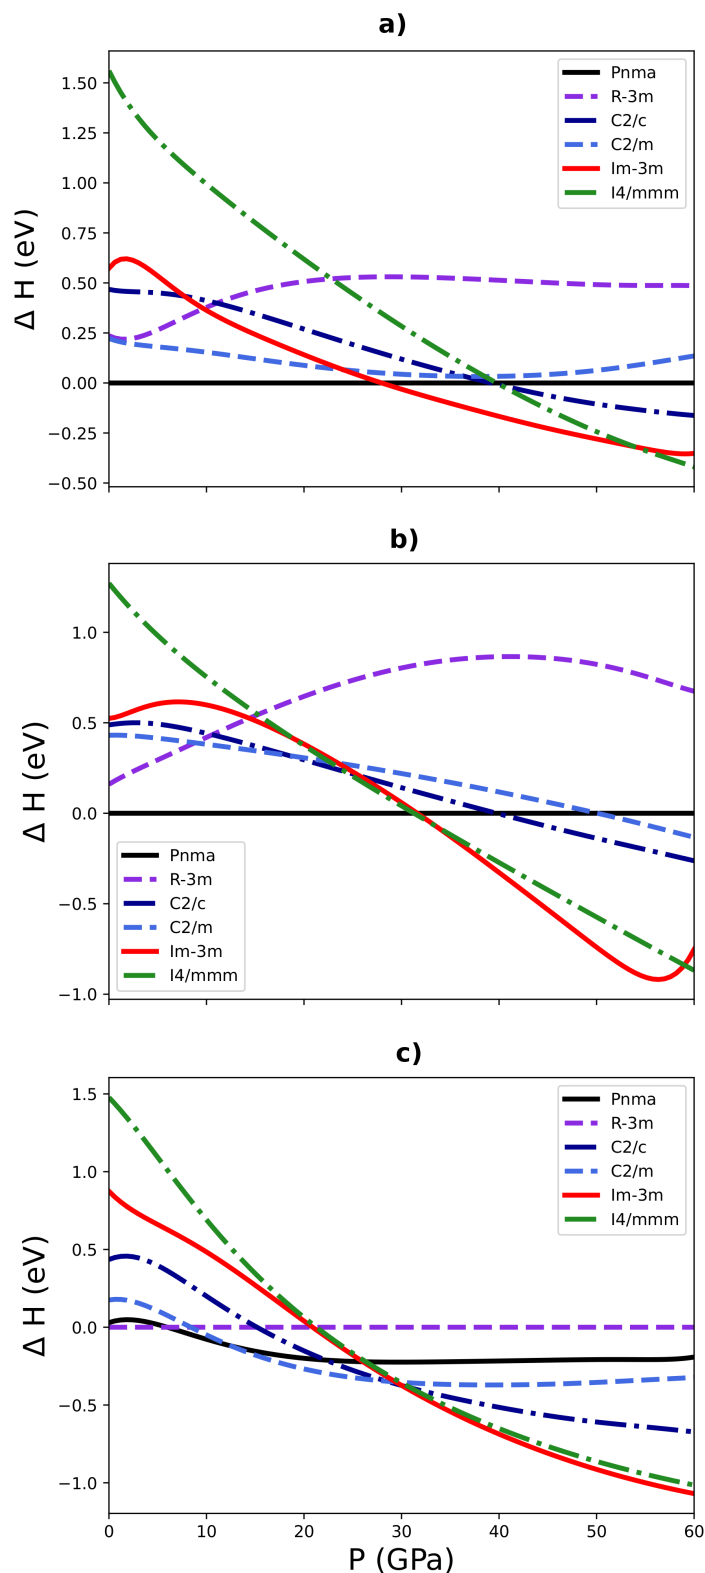 a)
Δ H (eV)
1.50
1.25
1.00
0.75
0.50
0.25
0.00
−0.25
−0.50
Pnma
R-3m
C2/c
C2/m
Im-3m
I4/mmm
b)
Δ H (eV)
1.0
0.5
0.0
−0.5
−1.0
Pnma
R-3m
C2/c
C2/m
Im-3m
I4/mmm
c)
Δ H (eV)
1.5
1.0
0.5
0.0
−0.5
−1.0
Pnma
R-3m
C2/c
C2/m
Im-3m
I4/mmm
0 10 20 30 40 50 60
P (GPa)